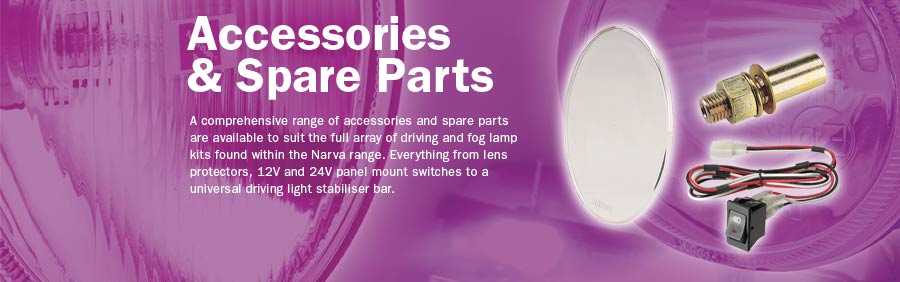 Accessories
& Spare Parts
A comprehensive range of accessories and spare parts
are available to suit the full array of driving and fog lamp
kits found within the Narva range. Everything from lens
protectors, 12V and 24V panel mount switches to a
universal driving light stabiliser bar.